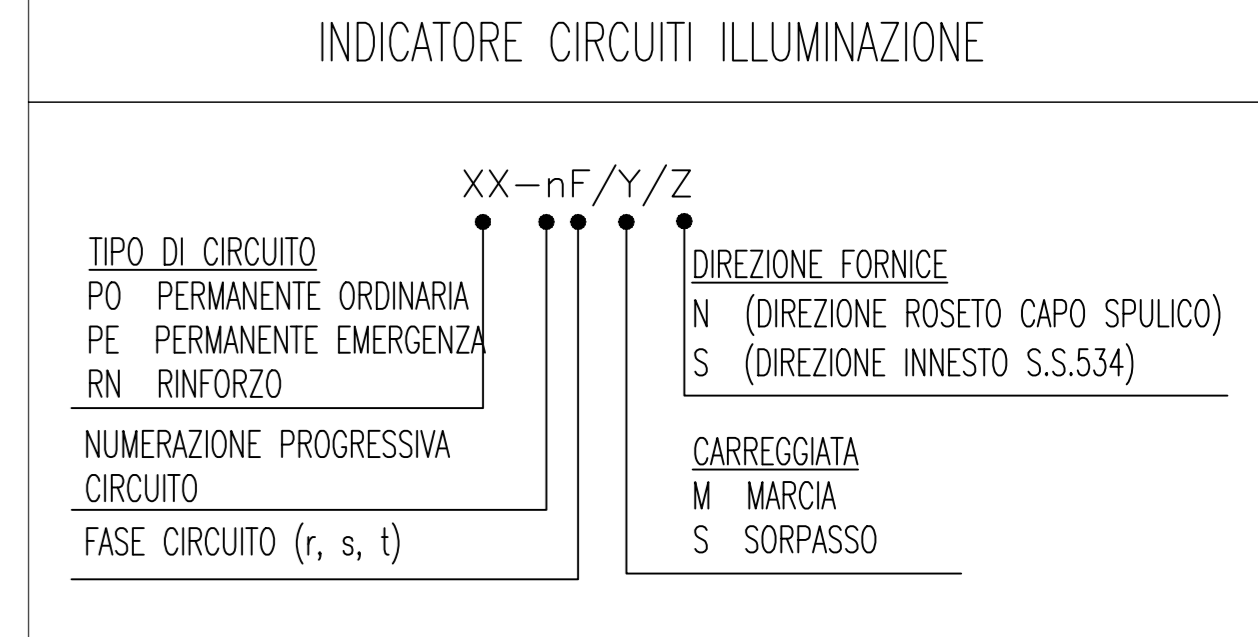 INDICATORE CIRCUITI ILLUMINAZIONE
XX-nF/Y/Z
TIPO DI CIRCUITO
PO PERMANENTE ORDINARIA
PE PERMANENTE EMERGENZA
RN RINFORZO
NUMERAZIONE PROGRESSIVA
CIRCUITO
FASE CIRCUITO (r, s, t)
DIREZIONE FORNICE
N (DIREZIONE ROSETO CAPO SPULICO)
S (DIREZIONE INNESTO S.S.534)
CARREGGIATA
M MARCIA
S SORPASSO